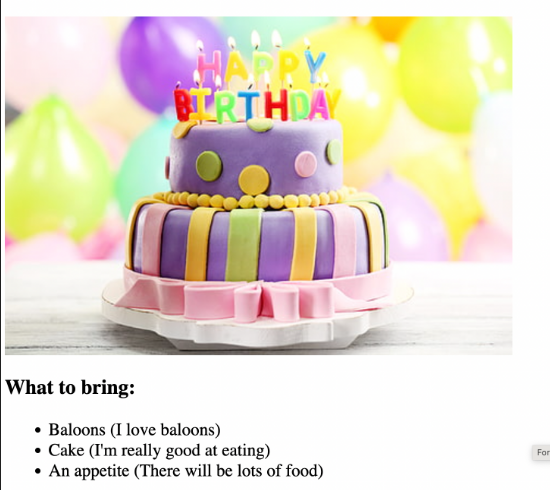 HAPPY
BIRTHDAY
What to bring:
Baloons (I love baloons)
Cake (I'm really good at eating)
An appetite (There will be lots of food)